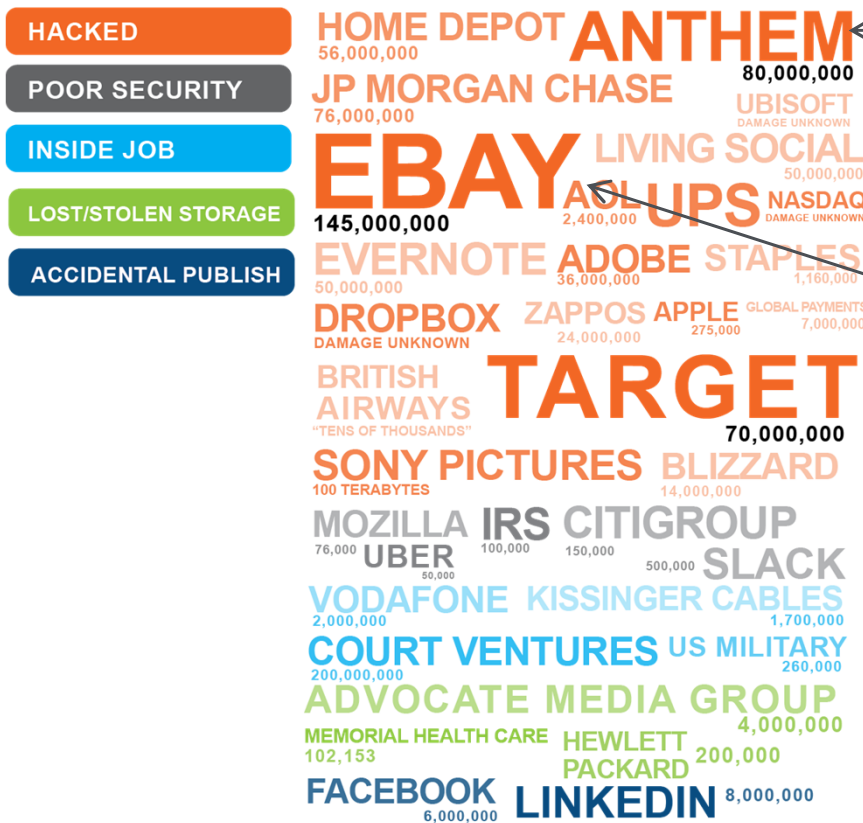 HACKED
POOR SECURITY
INSIDE JOB
LOST/STOLEN STORAGE
ACCIDENTAL PUBLISH
HOME DEPOT
56,000,000
ANTHEM
80,000,000
JP MORGAN CHASE
76,000,000
UBISOFT
DAMAGE UNKNOWN
EBAY
145,000,000
LIVING SOCIAL
50,000,000
AOL
2,400,000
UPS
NASDAQ
DAMAGE UNKNOWN
EVERNOTE
50,000,000
ADOBE
36,000,000
STAPLES
1,160,000
DROPBOX
DAMAGE UNKNOWN
ZAPPOS
24,000,000
APPLE
275,000
GLOBAL PAYMENTS
7,000,000
BRITISH
AIRWAYS
"TENS OF THOUSANDS"
TARGET
70,000,000
SONY PICTURES
100 TERABYTES
BLIZZARD
14,000,000
MOZILLA
76,000
IRS
100,000
CITIGROUP
150,000
UBER
50,000
500,000
SLACK
VODAFONE
2,000,000
KISSINGER CABLES
1,700,000
COURT VENTURES
200,000,000
US MILITARY
260,000
ADVOCATE MEDIA GROUP
4,000,000
MEMORIAL HEALTH CARE
102,153
HEWLETT
PACKARD
200,000
FACEBOOK
6,000,000
LINKEDIN
8,000,000